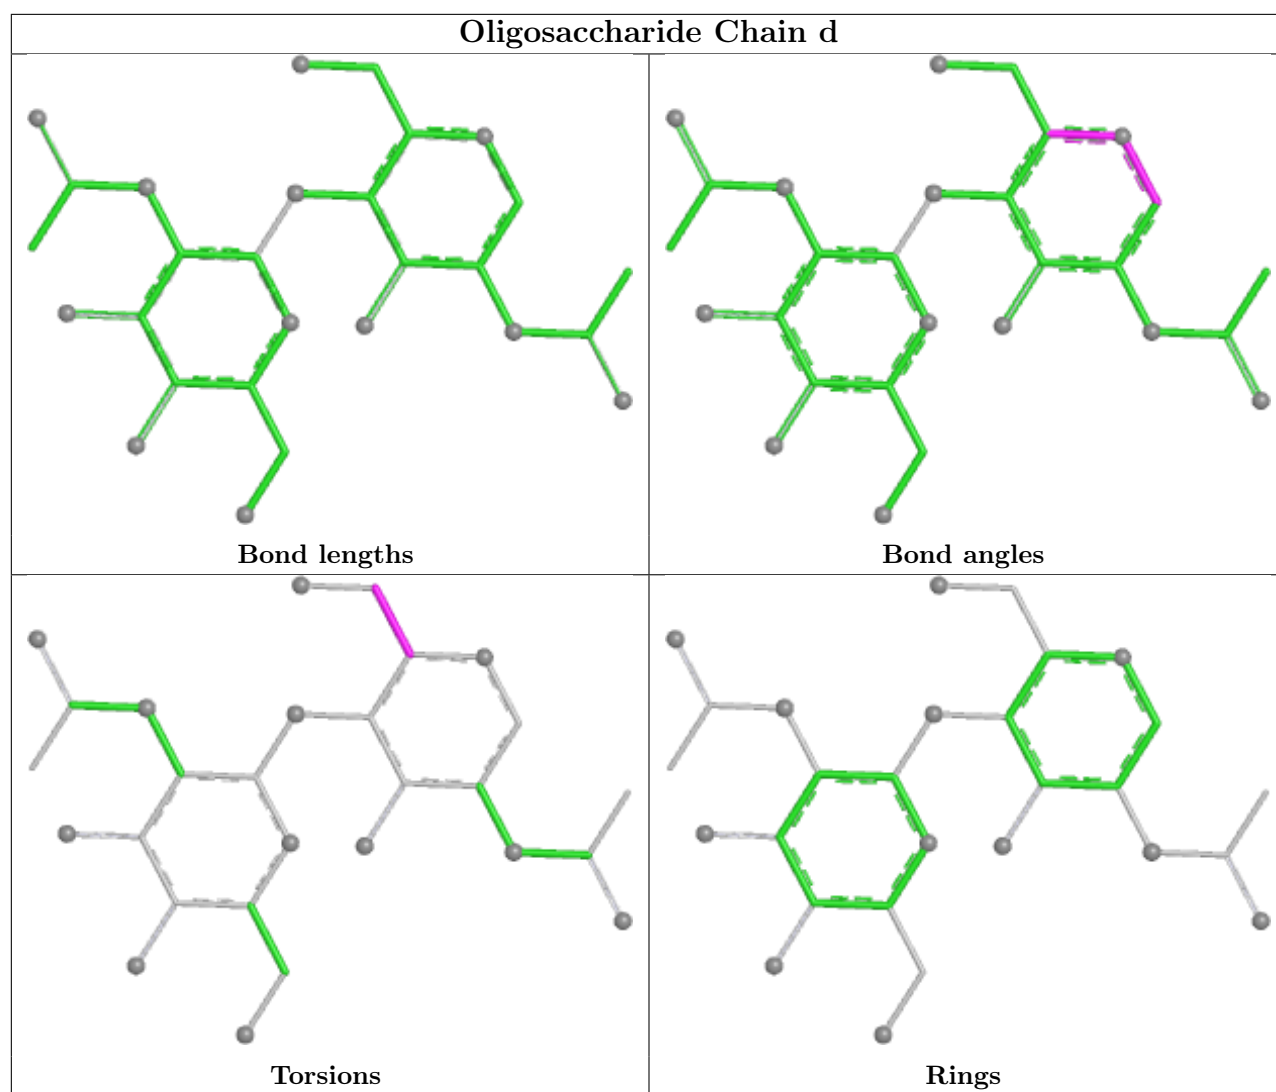 Oligosaccharide Chain d
Bond lengths
Bond angles
Torsions
Rings